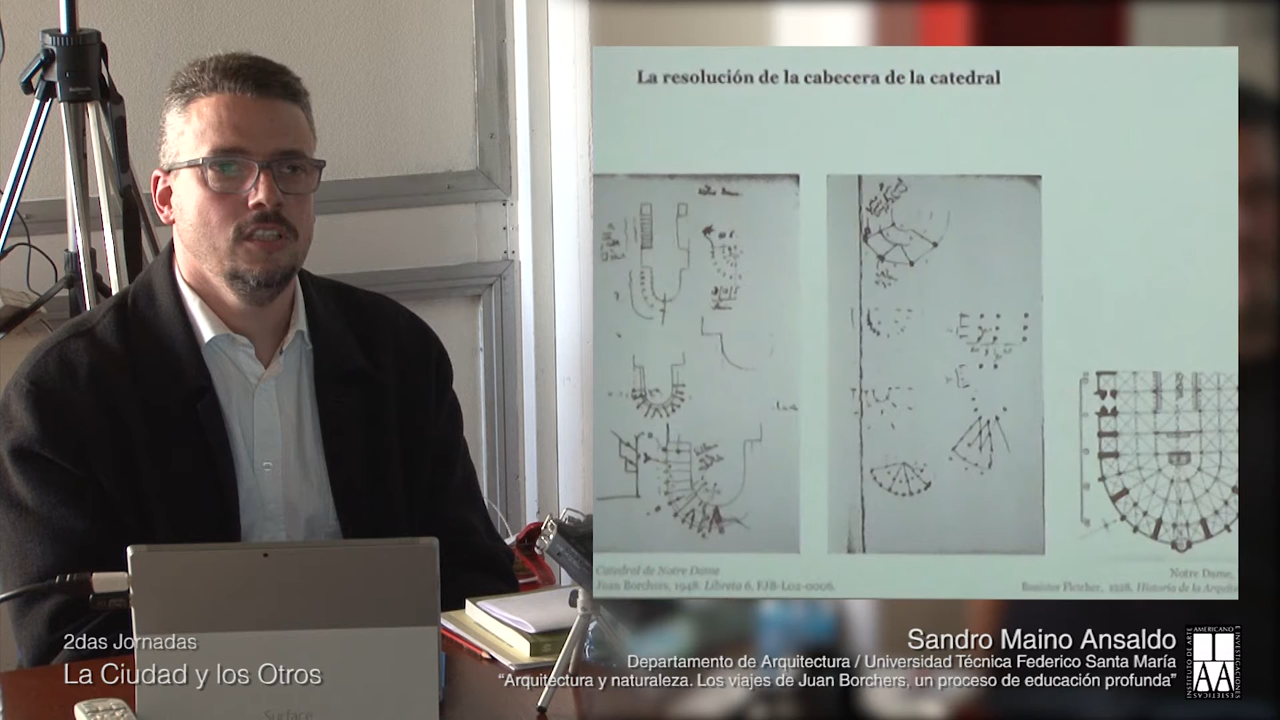 La resolución de la cabecera de la catedral
Catedral de Notre Dame
Juan Borchers, 1948. Libreta 6, FJB-L02-0006.
Notre Dame,
Banister Fletcher, 1928, Historia de la Arquite
Surface
2das Jornadas
La Ciudad y los Otros
Sandro Maino Ansaldo
Departamento de Arquitectura / Universidad Técnica Federico Santa María
“Arquitectura y naturaleza. Los viajes de Juan Borchers, un proceso de educación profunda”
INSTITUTO DE ARTE
AMERICANO
E INVESTIGACIONES
ESTÉTICAS
IAA